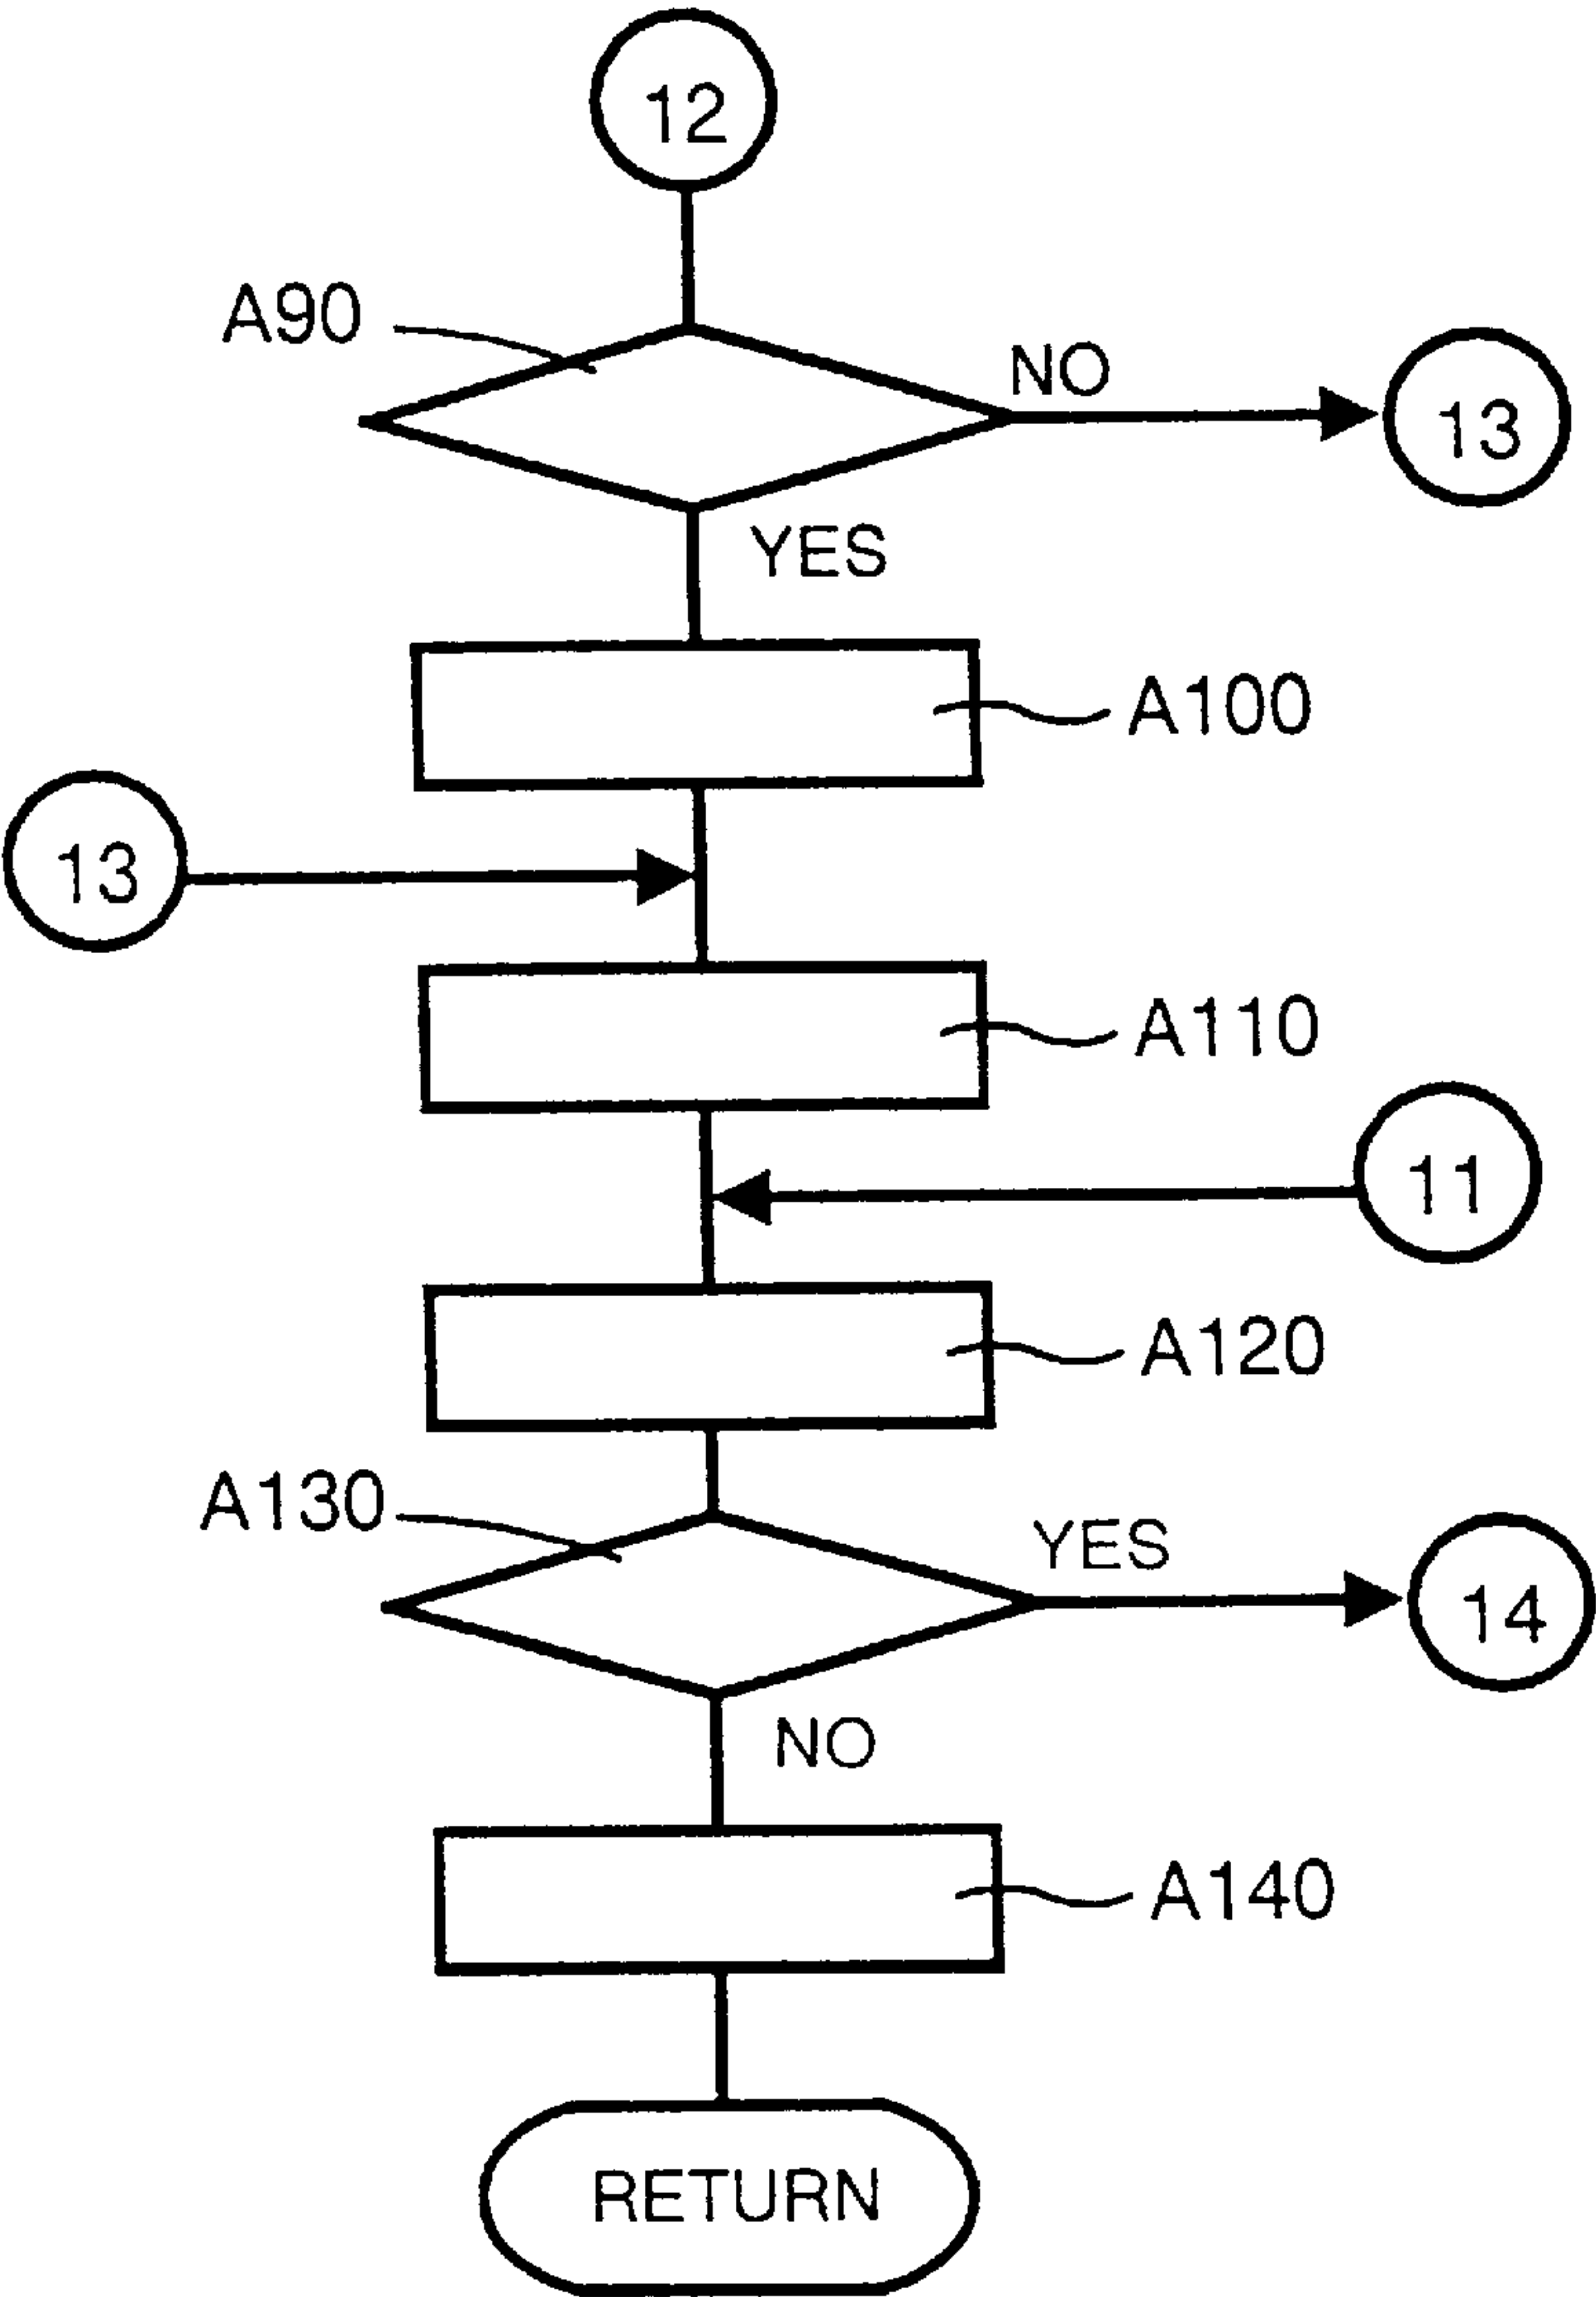 12
A90
NO
13
YES
A100
13
A110
11
A120
A130
YES
14
NO
A140
RETURN